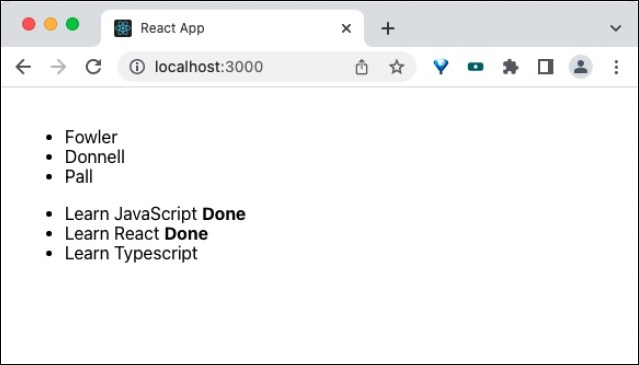 React App
localhost:3000
• Fowler
• Donnell
• Pall
• Learn JavaScript Done
• Learn React Done
• Learn Typescript